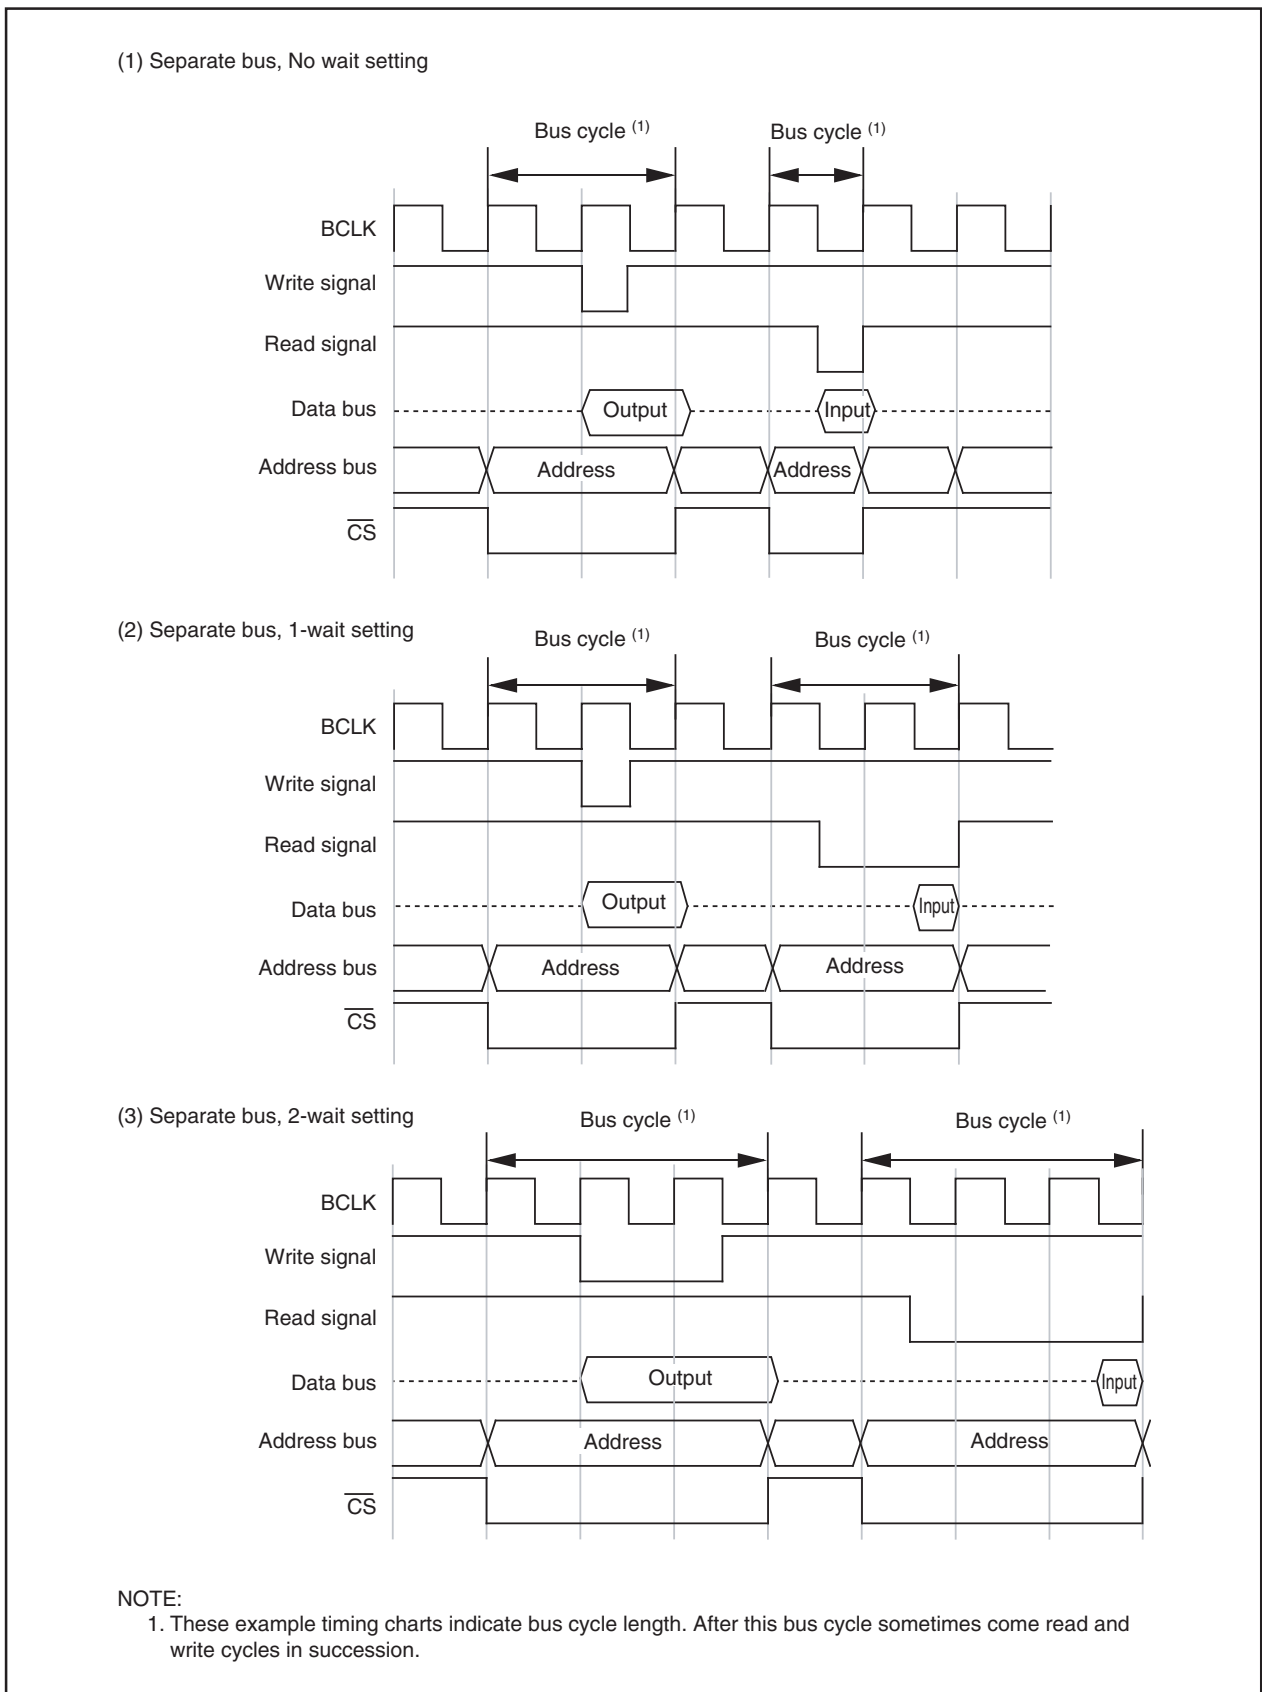 (1) Separate bus, No wait setting
Bus cycle (1)
Bus cycle (1)
BCLK
Write signal
Read signal
Data bus
Output
Input
Address bus
Address
Address
CS
(2) Separate bus, 1-wait setting
Bus cycle (1)
Bus cycle (1)
BCLK
Write signal
Read signal
Data bus
Output
Input
Address bus
Address
Address
CS
(3) Separate bus, 2-wait setting
Bus cycle (1)
Bus cycle (1)
BCLK
Write signal
Read signal
Data bus
Output
Input
Address bus
Address
Address
CS
NOTE:
1. These example timing charts indicate bus cycle length. After this bus cycle sometimes come read and
write cycles in succession.